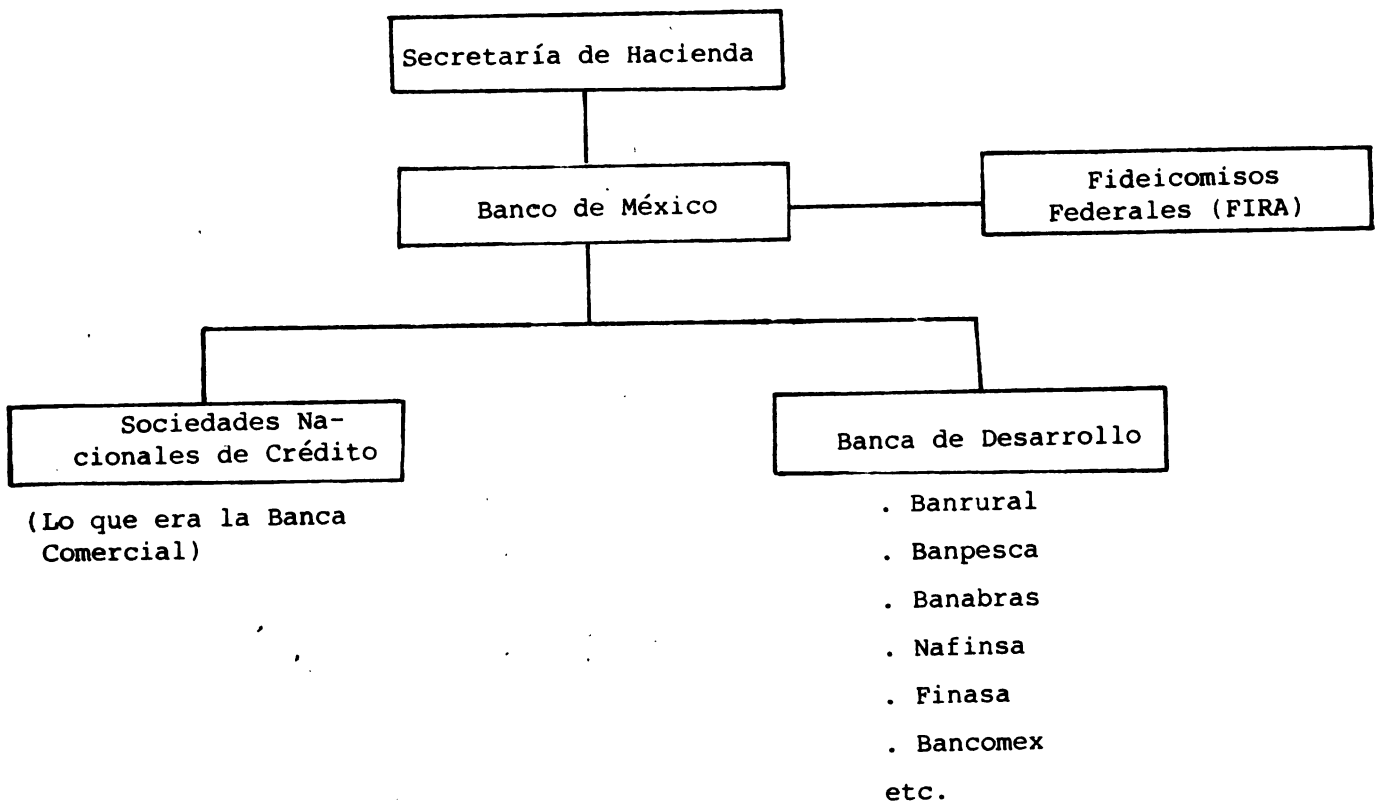 Secretaría de Hacienda
Banco de México
Fideicomisos
Federales (FIRA)
Sociedades Na-
cionales de Crédito
(Lo que era la Banca
Comercial)
Banca de Desarrollo
. Banrural
. Banpesca
. Banabras
. Nafinsa
. Finasa
. Bancomex
etc.